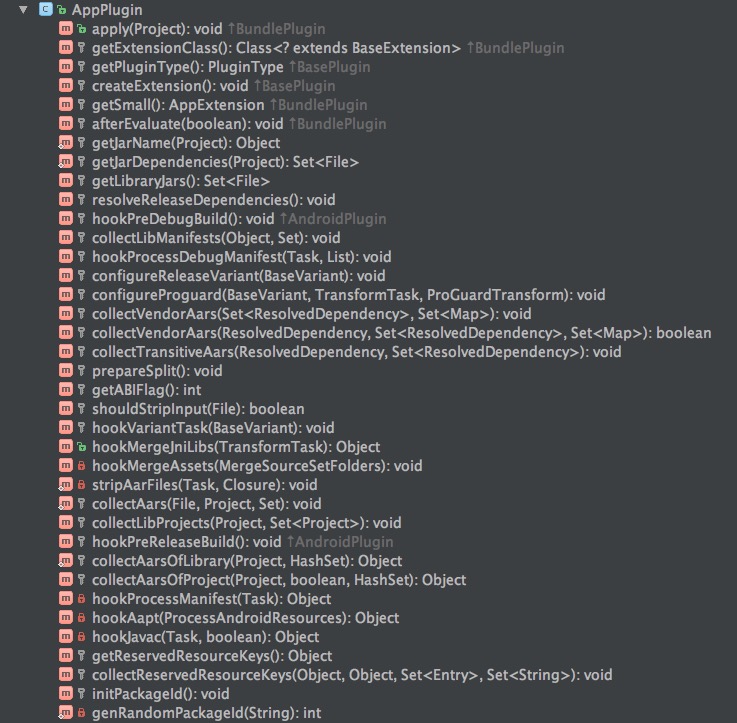 AppPlugin
apply(Project): void ↑BundlePlugin
getExtensionClass(): Class<? extends BaseExtension> ↑BundlePlugin
getPluginType(): PluginType ↑BasePlugin
createExtension(): void ↑BasePlugin
getSmall(): AppExtension ↑BundlePlugin
afterEvaluate(boolean): void ↑BundlePlugin
getJarName(Project): Object
getJarDependencies(Project): Set<File>
getLibraryJars(): Set<File>
resolveReleaseDependencies(): void
hookPreDebugBuild(): void ↑AndroidPlugin
collectLibManifests(Object, Set): void
hookProcessDebugManifest(Task, List): void
configureReleaseVariant(BaseVariant): void
configureProguard(BaseVariant, TransformTask, ProGuardTransform): void
collectVendorAars(Set<ResolvedDependency>, Set<Map>): void
collectVendorAars(ResolvedDependency, Set<ResolvedDependency>, Set<Map>): boolean
collectTransitiveAars(ResolvedDependency, Set<ResolvedDependency>): void
prepareSplit(): void
getABIFlag(): int
shouldStripInput(File): boolean
hookVariantTask(BaseVariant): void
hookMergeJniLibs(TransformTask): Object
hookMergeAssets(MergeSourceSetFolders): void
stripAarFiles(Task, Closure): void
collectAars(File, Project, Set): void
collectLibProjects(Project, Set<Project>): void
hookPreReleaseBuild(): void ↑AndroidPlugin
collectAarsOfLibrary(Project, HashSet): Object
collectAarsOfProject(Project, boolean, HashSet): Object
hookProcessManifest(Task): Object
hookAapt(ProcessAndroidResources): Object
hookJavac(Task, boolean): Object
getReservedResourceKeys(): Object
collectReservedResourceKeys(Object, Object, Set<Entry>, Set<String>): void
initPackageId(): void
genRandomPackageId(String): int